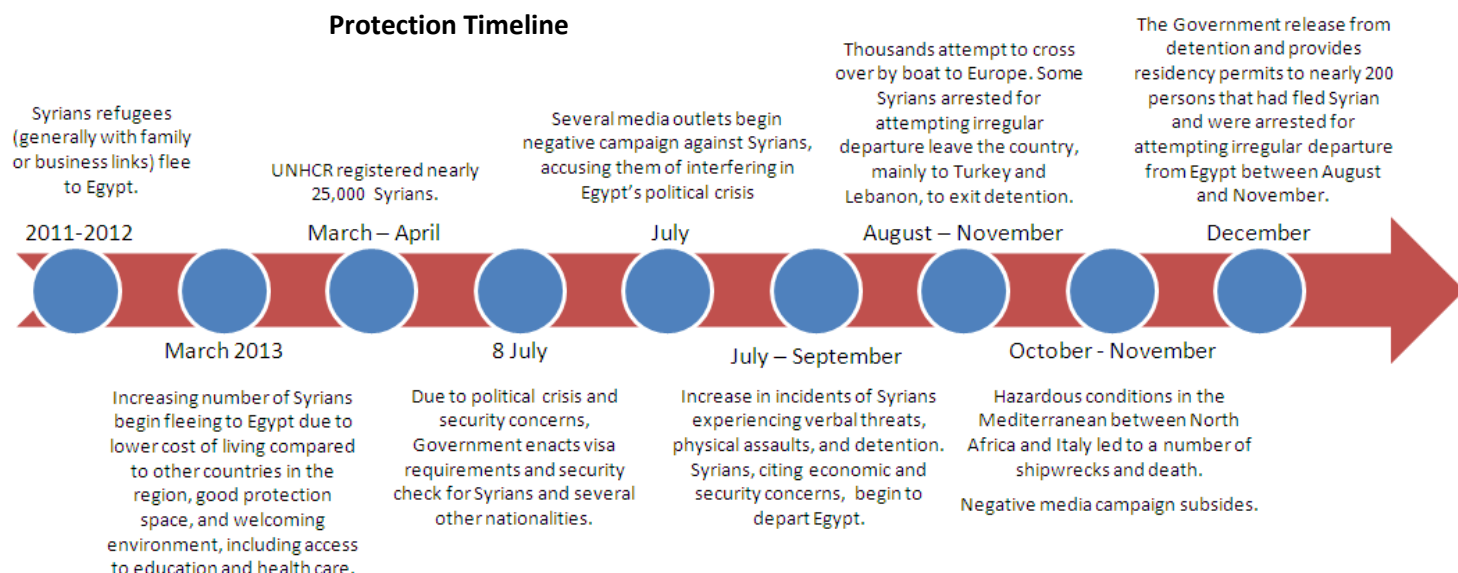 Protection Timeline
Syrians refugees
(generally with family
or business links) flee
to Egypt.
2011-2012
March 2013
Increasing number of Syrians
begin fleeing to Egypt due to
lower cost of living compared
to other countries in the
region, good protection
space, and welcoming
environment, including access
to education and health care.
UNHCR registered nearly
25,000 Syrians.
March – April
8 July
Due to political crisis and
security concerns,
Government enacts visa
requirements and security
check for Syrians and several
other nationalities.
Several media outlets begin
negative campaign against Syrians,
accusing them of interfering in
Egypt's political crisis
July
July – September
Increase in incidents of Syrians
experiencing verbal threats,
physical assaults, and detention.
Syrians, citing economic and
security concerns, begin to
depart Egypt.
Thousands attempt to cross
over by boat to Europe. Some
Syrians arrested for
attempting irregular
departure leave the country,
mainly to Turkey and
Lebanon, to exit detention.
August – November
October - November
Hazardous conditions in the
Mediterranean between North
Africa and Italy led to a number of
shipwrecks and death.
Negative media campaign subsides.
The Government release from
detention and provides
residency permits to nearly 200
persons that had fled Syrian
and were arrested for
attempting irregular departure
from Egypt between August
and November.
December